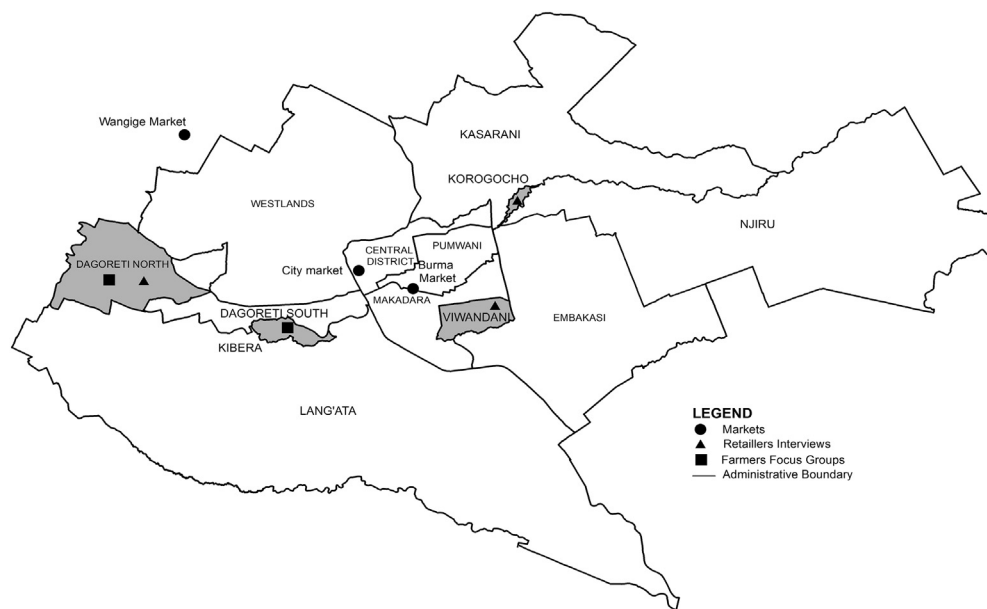 Wangige Market
KASARANI
KOROGOCHO
WESTLANDS
NJIRU
PUMWANI
CENTRAL
DISTRICT
DAGORETI NORTH
City market
Burma
Market
MAKADARA
DAGORETI SOUTH
VIWANDANI
EMBAKASI
KIBERA
LANG'ATA
LEGEND
Markets
Retaillers Interviews
Farmers Focus Groups
Administrative Boundary